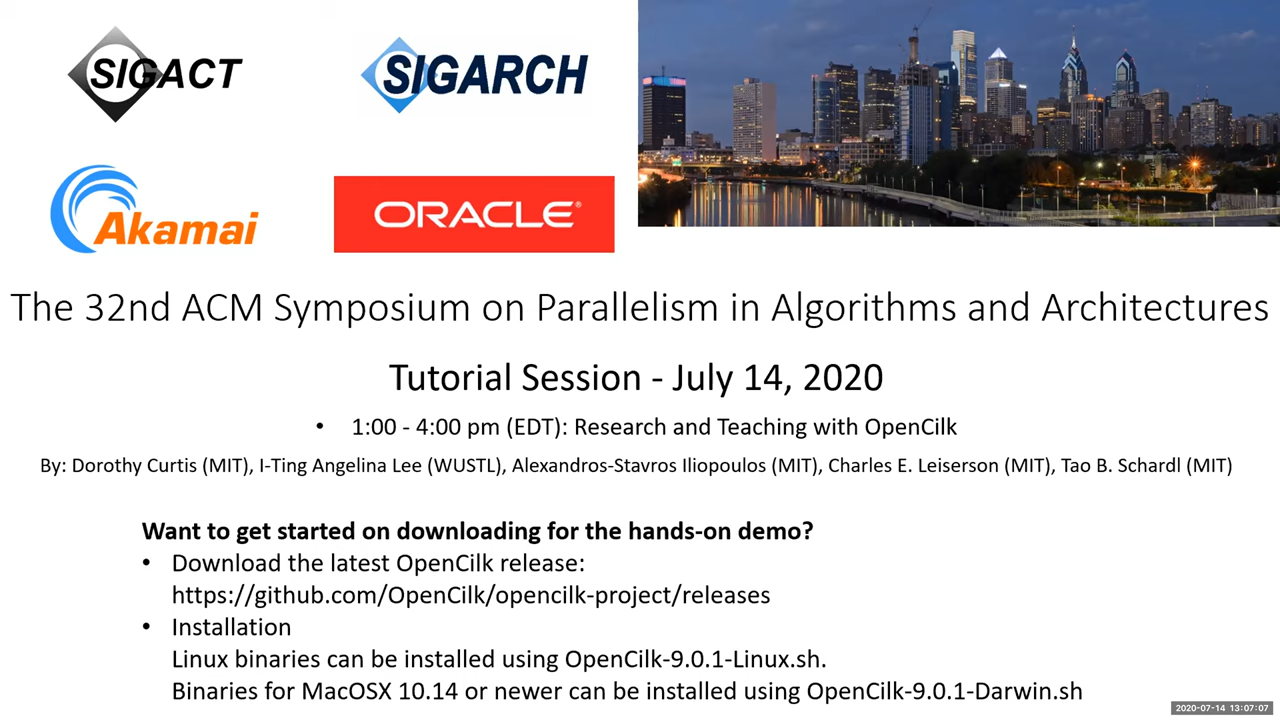 SIGACT
SIGARCH
Akamai
ORACLE®
The 32nd ACM Symposium on Parallelism in Algorithms and Architectures
Tutorial Session - July 14, 2020
• 1:00 - 4:00 pm (EDT): Research and Teaching with OpenCilk
By: Dorothy Curtis (MIT), I-Ting Angelina Lee (WUSTL), Alexandros-Stavros Iliopoulos (MIT), Charles E. Leiserson (MIT), Tao B. Schardl (MIT)
Want to get started on downloading for the hands-on demo?
• Download the latest OpenCilk release:
https://github.com/OpenCilk/opencilk-project/releases
• Installation
Linux binaries can be installed using OpenCilk-9.0.1-Linux.sh.
Binaries for MacOSX 10.14 or newer can be installed using OpenCilk-9.0.1-Darwin.sh
2020-07-14 13:07:07